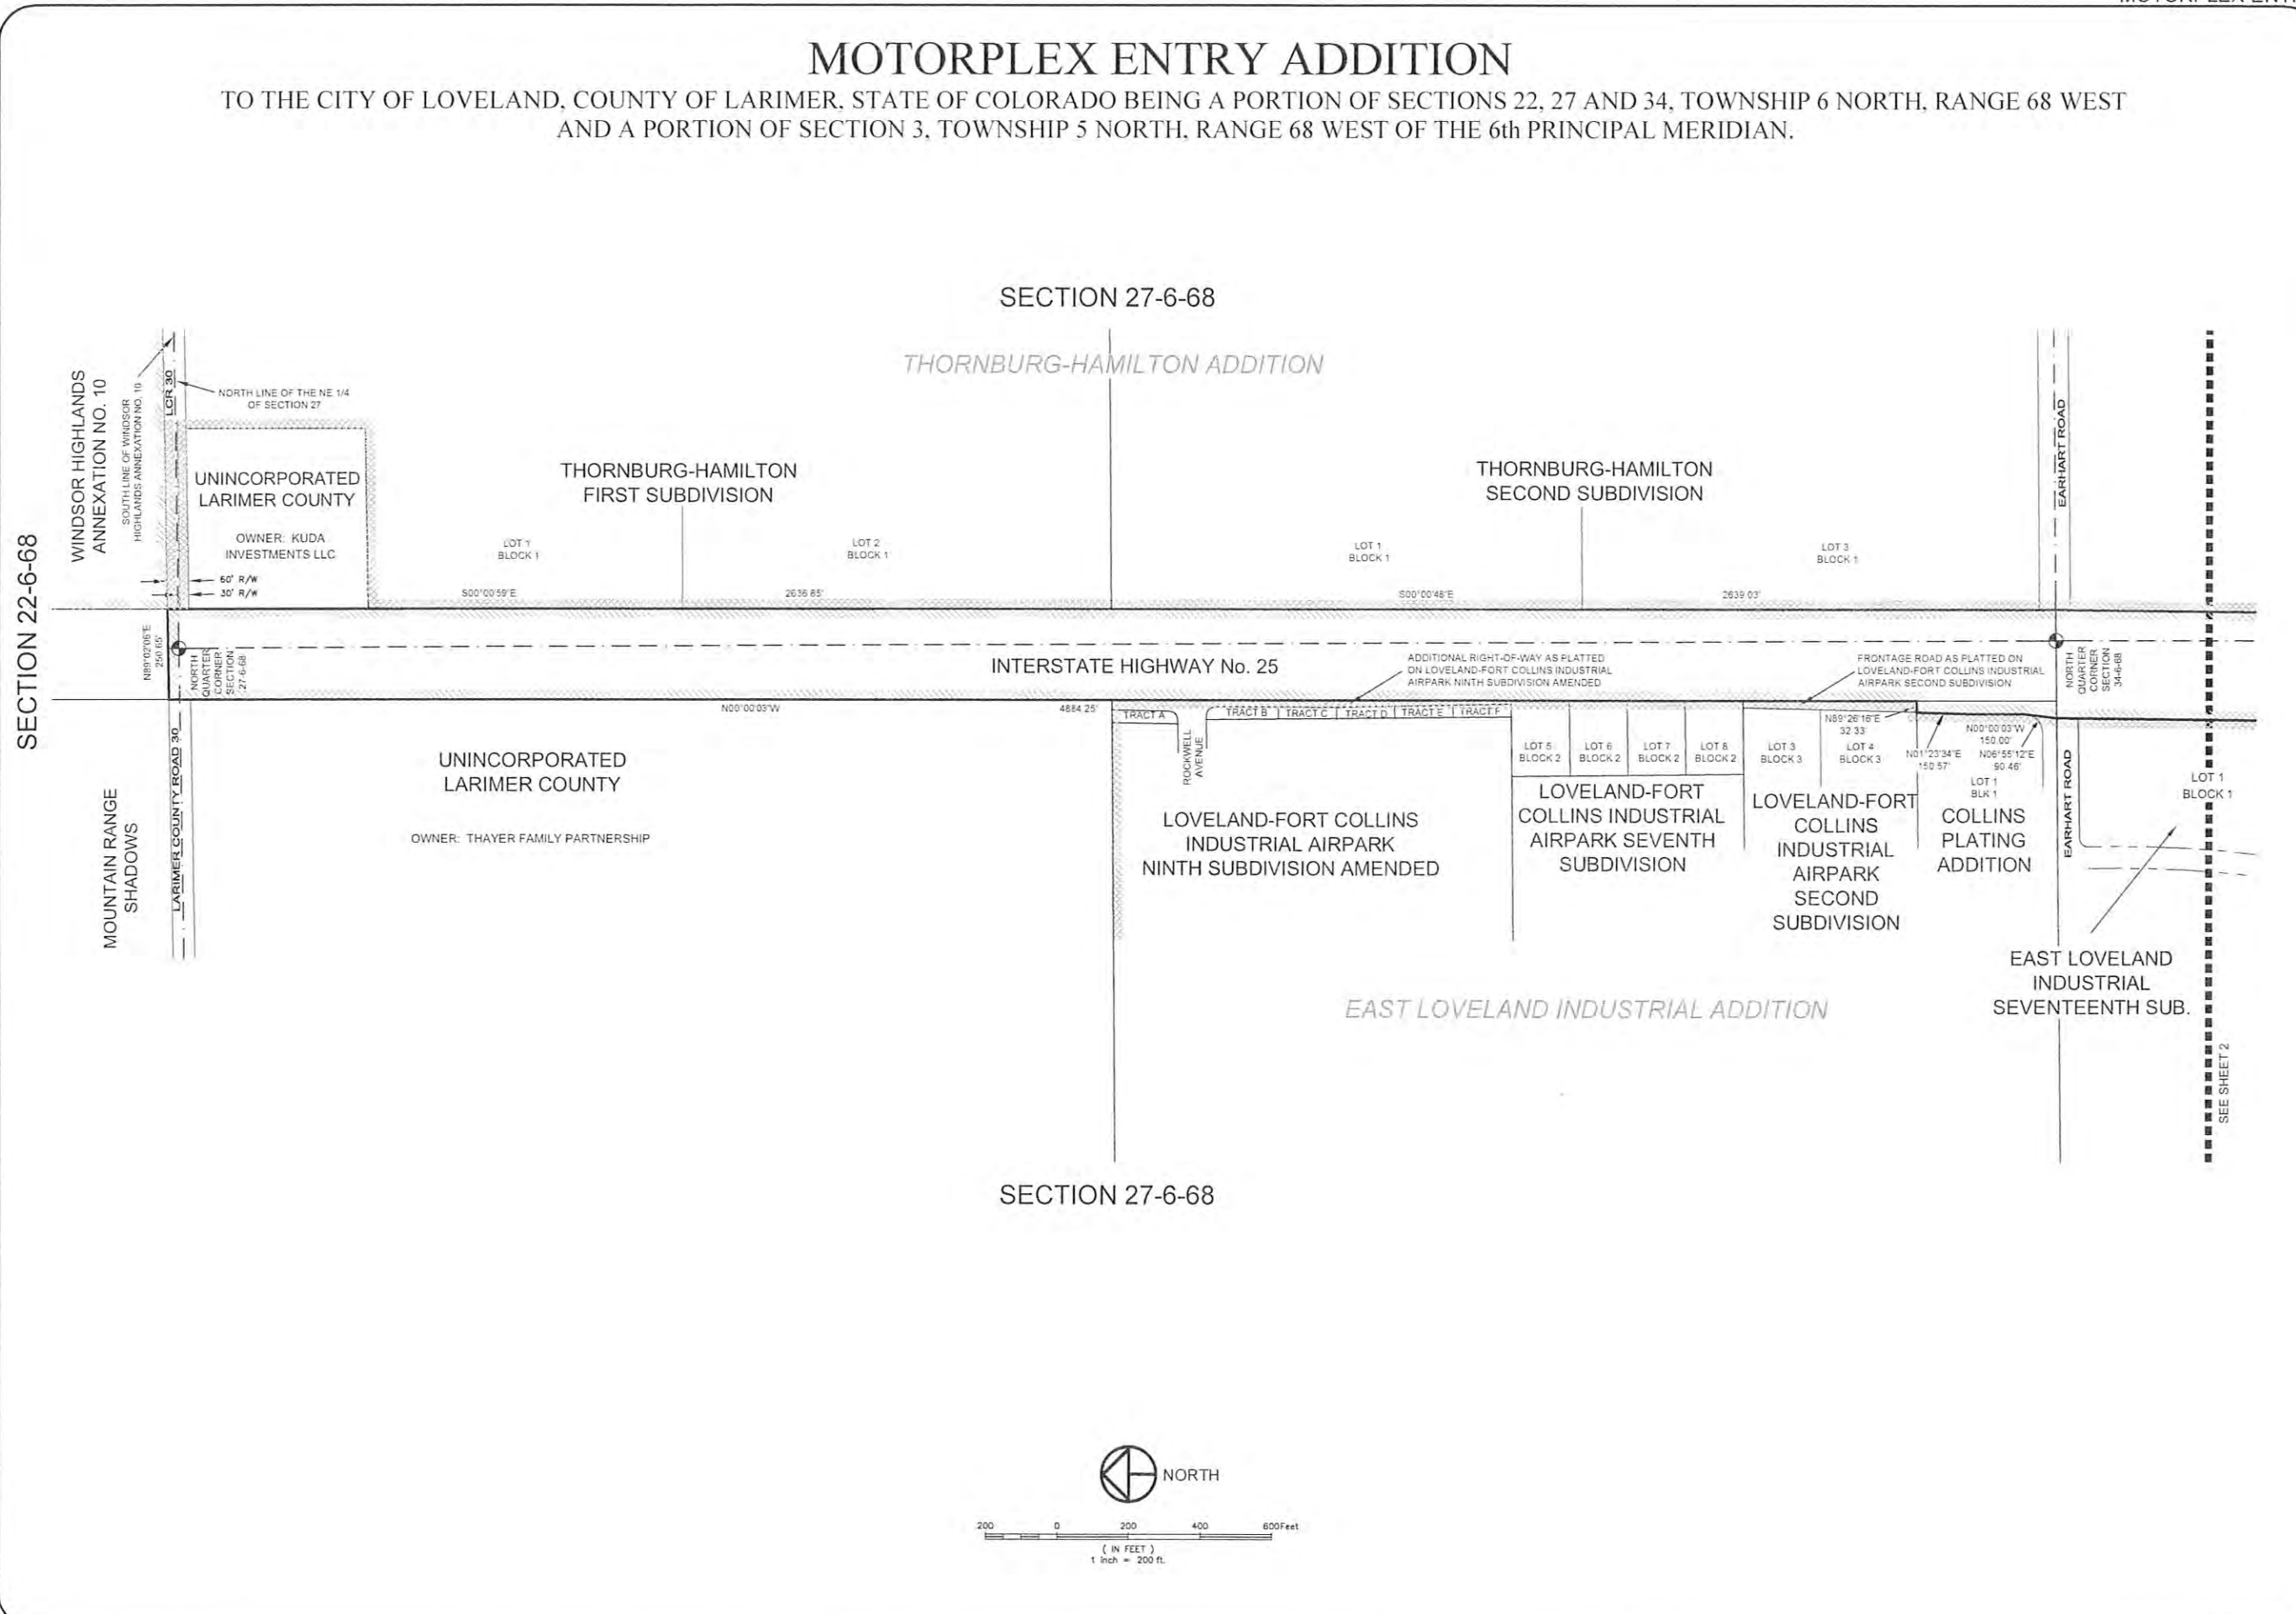 MOTORPLEX ENTRY ADDITION
TO THE CITY OF LOVELAND, COUNTY OF LARIMER, STATE OF COLORADO BEING A PORTION OF SECTIONS 22, 27 AND 34, TOWNSHIP 6 NORTH, RANGE 68 WEST
AND A PORTION OF SECTION 3, TOWNSHIP 5 NORTH, RANGE 68 WEST OF THE 6th PRINCIPAL MERIDIAN.
SECTION 27-6-68
THORNBURG-HAMILTON ADDITION
SECTION 22-6-68
WINDSOR HIGHLANDS
ANNEXATION NO. 10
SOUTH LINE OF WINDSOR
HIGHLANDS ANNEXATION NO. 10
LCR 30
NORTH LINE OF THE NE 1/4
OF SECTION 27
UNINCORPORATED
LARIMER COUNTY
OWNER: KUDA
INVESTMENTS LLC
60' R/W
30' R/W
THORNBURG-HAMILTON
FIRST SUBDIVISION
LOT 1
BLOCK 1
LOT 2
BLOCK 1
S00°00'59"E
2636.65'
THORNBURG-HAMILTON
SECOND SUBDIVISION
LOT 1
BLOCK 1
LOT 3
BLOCK 1
S00°00'48"E
2639.03'
EARHART ROAD
N89°02'06"E
250.65'
NORTH
QUARTER
CORNER
SECTION
27-6-68
INTERSTATE HIGHWAY No. 25
ADDITIONAL RIGHT-OF-WAY AS PLATTED
ON LOVELAND-FORT COLLINS INDUSTRIAL
AIRPARK NINTH SUBDIVISION AMENDED
FRONTAGE ROAD AS PLATTED ON
LOVELAND-FORT COLLINS INDUSTRIAL
AIRPARK SECOND SUBDIVISION
NORTH
QUARTER
CORNER
SECTION
34-6-68
N00°00'03"W
4884.25'
LARIMER COUNTY ROAD 30
MOUNTAIN RANGE
SHADOWS
UNINCORPORATED
LARIMER COUNTY
OWNER: THAYER FAMILY PARTNERSHIP
TRACT A
ROCKWELL
AVENUE
TRACT B
TRACT C
TRACT D
TRACT E
TRACT F
LOVELAND-FORT COLLINS
INDUSTRIAL AIRPARK
NINTH SUBDIVISION AMENDED
LOT 5
BLOCK 2
LOT 6
BLOCK 2
LOT 7
BLOCK 2
LOT 8
BLOCK 2
LOVELAND-FORT
COLLINS INDUSTRIAL
AIRPARK SEVENTH
SUBDIVISION
LOT 3
BLOCK 3
N89°26'16"E
32.33'
LOT 4
BLOCK 3
LOVELAND-FORT
COLLINS
INDUSTRIAL
AIRPARK
SECOND
SUBDIVISION
N01°23'34"E
150.57'
N00°00'03"W
150.00'
N06°55'12"E
90.46'
LOT 1
BLK 1
COLLINS
PLATING
ADDITION
EARHART ROAD
LOT 1
BLOCK 1
EAST LOVELAND
INDUSTRIAL
SEVENTEENTH SUB.
EAST LOVELAND INDUSTRIAL ADDITION
SEE SHEET 2
SECTION 27-6-68
NORTH
200 0 200 400 600Feet
( IN FEET )
1 inch = 200 ft.